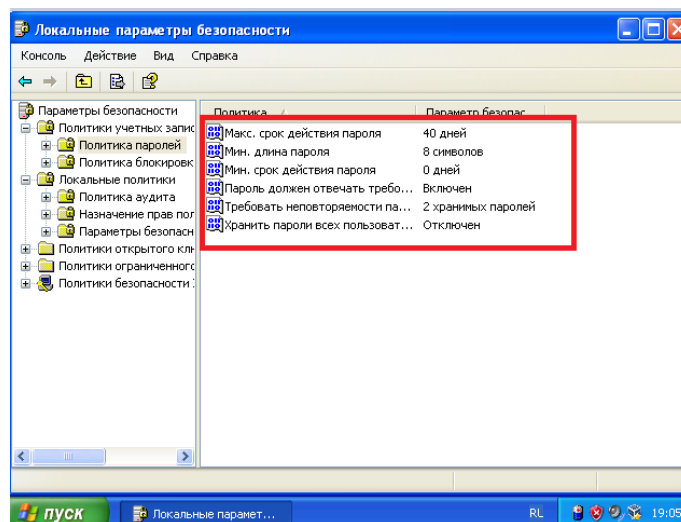 Локальные параметры безопасности
Консоль Действие Вид Справка
Параметры безопасности
Политики учетных запис
Политика паролей
Политика блокировк
Локальные политики
Политика аудита
Назначение прав пол
Параметры безопасн
Политики открытого клю
Политики ограниченного
Политики безопасности
Политика Параметр безопас...
Макс. срок действия пароля 40 дней
Мин. длина пароля 8 символов
Мин. срок действия пароля 0 дней
Пароль должен отвечать требо... Включен
Требовать неповторяемости па... 2 хранимых паролей
Хранить пароли всех пользоват... Отключен
пуск Локальные парамет... RL 19:05